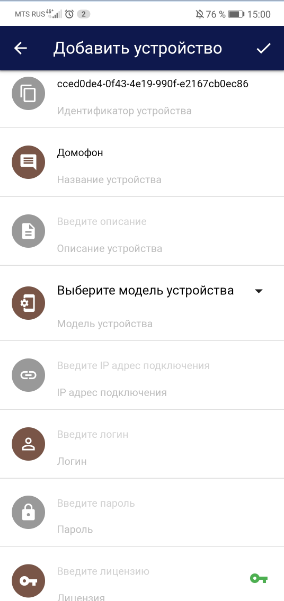 MTS RUS 4G 2 76 % 15:00
Добавить устройство
cced0de4-0f43-4e19-990f-e2167cb0ec86
Идентификатор устройства
Домофон
Название устройства
Введите описание
Описание устройства
Выберите модель устройства
Модель устройства
Введите IP адрес подключения
IP адрес подключения
Введите логин
Логин
Введите пароль
Пароль
Введите лицензию
Лицензия